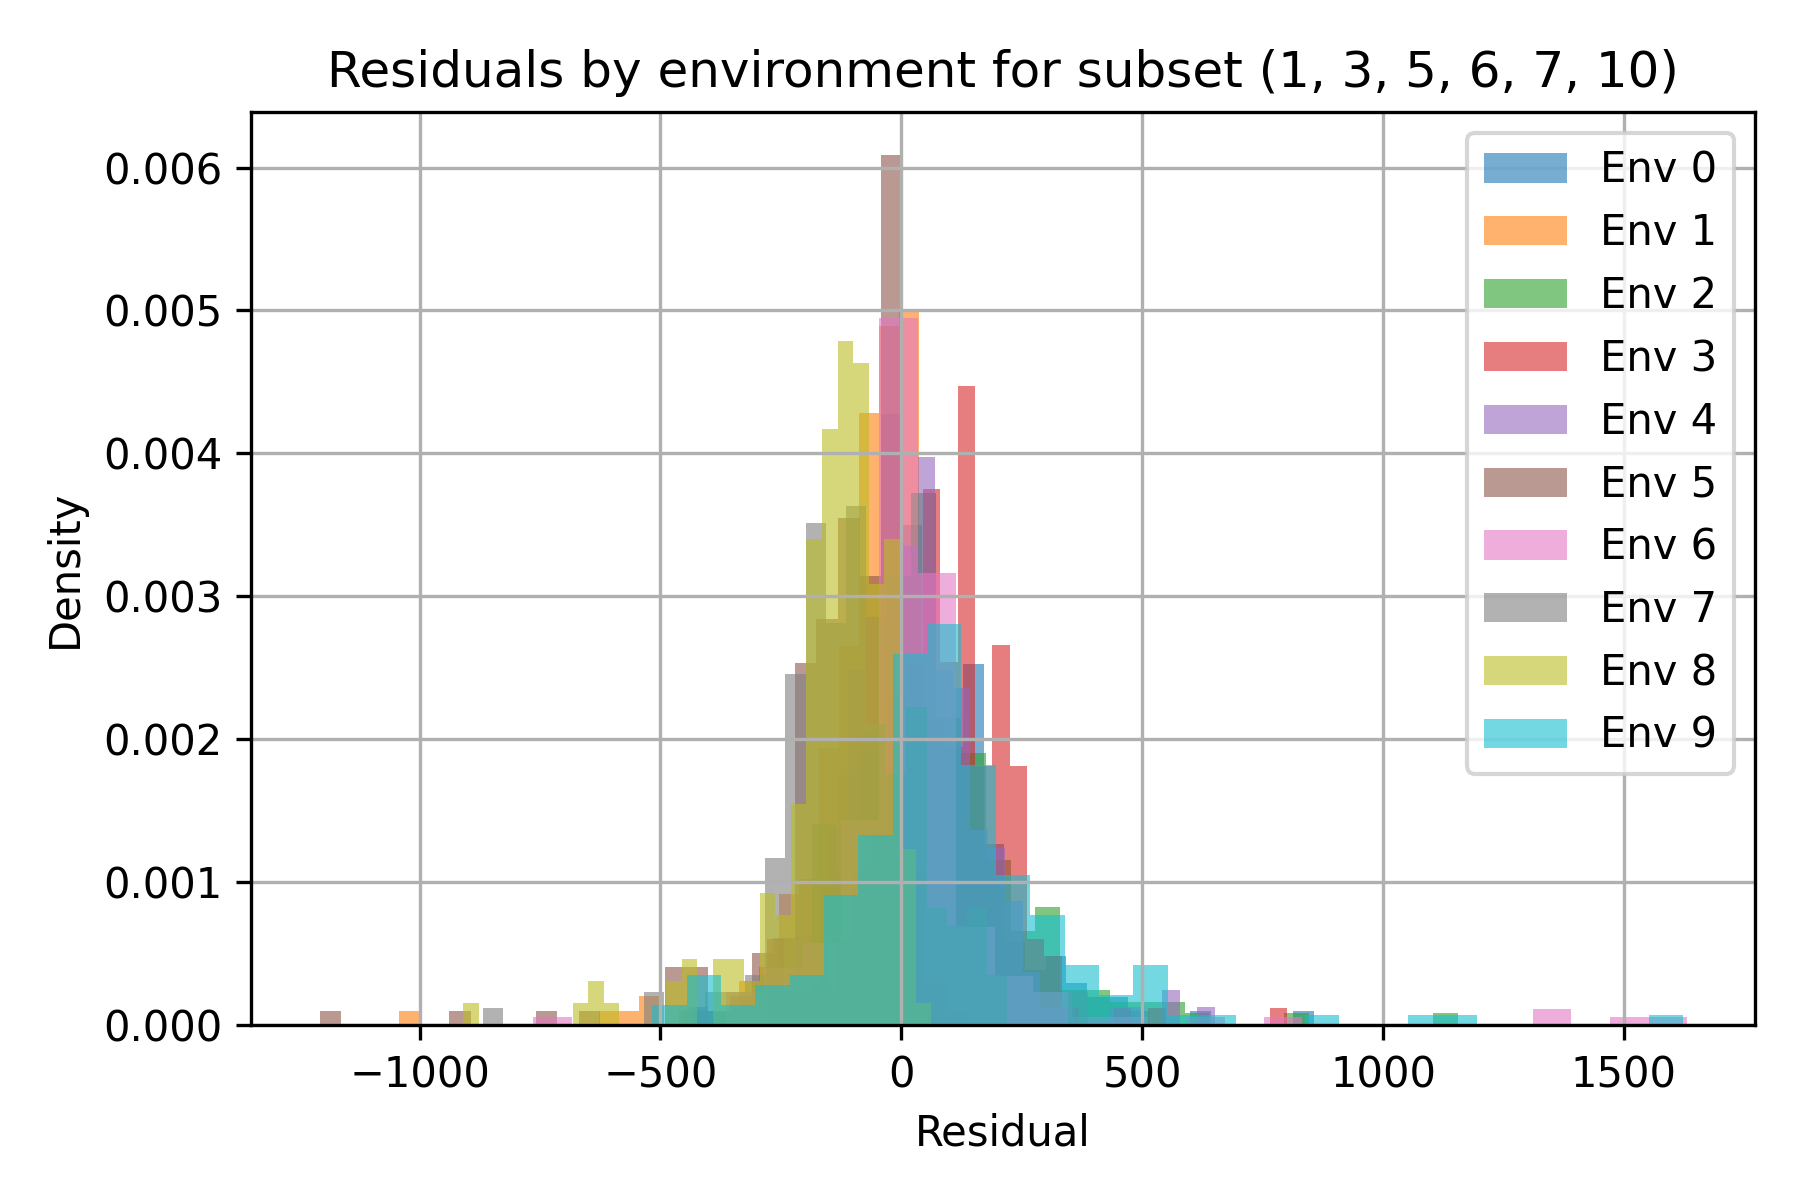 Residuals by environment for subset (1, 3, 5, 6, 7, 10)
0.006
0.005
0.004
0.003
0.002
0.001
0.000
Density
−1000
−500
0
500
1000
1500
Residual
Env 0
Env 1
Env 2
Env 3
Env 4
Env 5
Env 6
Env 7
Env 8
Env 9